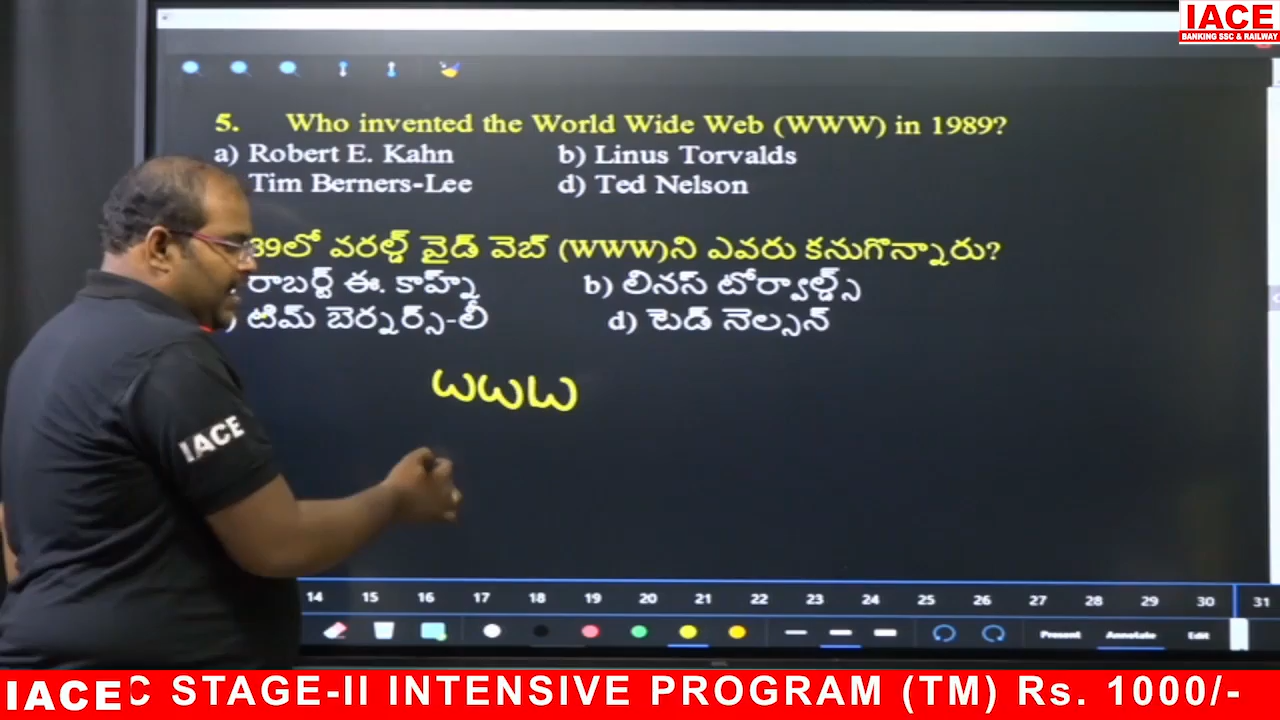 IACE
BANKING SSC & RAILWAY
5. Who invented the World Wide Web (WWW) in 1989?
a) Robert E. Kahn b) Linus Torvalds
Tim Berners-Lee d) Ted Nelson
89లో వరల్డ్ వైడ్ వెబ్ (WWW)ని ఎవరు కనుగొన్నారు?
రాబర్ట్ ఈ. కాహ్న్ b) లినస్ టోర్వాల్డ్స్
) టిమ్ బెర్నర్స్-లీ d) టెడ్ నెల్సన్
WWW
IACE
14 15 16 17 18 19 20 21 22 23 24 25 26 27 28 29 30 31
Present Annotate Edit
IACE C STAGE-II INTENSIVE PROGRAM (TM) Rs. 1000/-